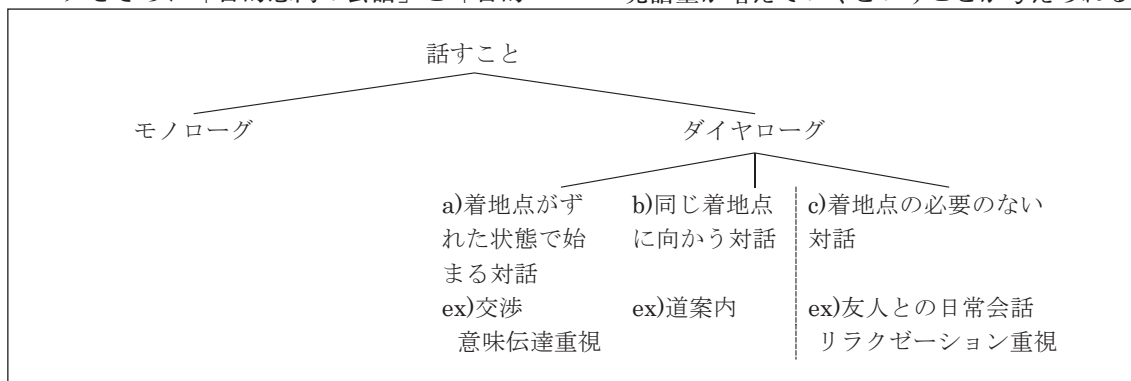 話すこと
モノローグ
ダイヤローグ
a)着地点がず
れた状態で始
まる対話
ex)交渉
意味伝達重視
b)同じ着地点
に向かう対話
ex)道案内
c)着地点の必要のない
対話
ex)友人との日常会話
リラクゼーション重視